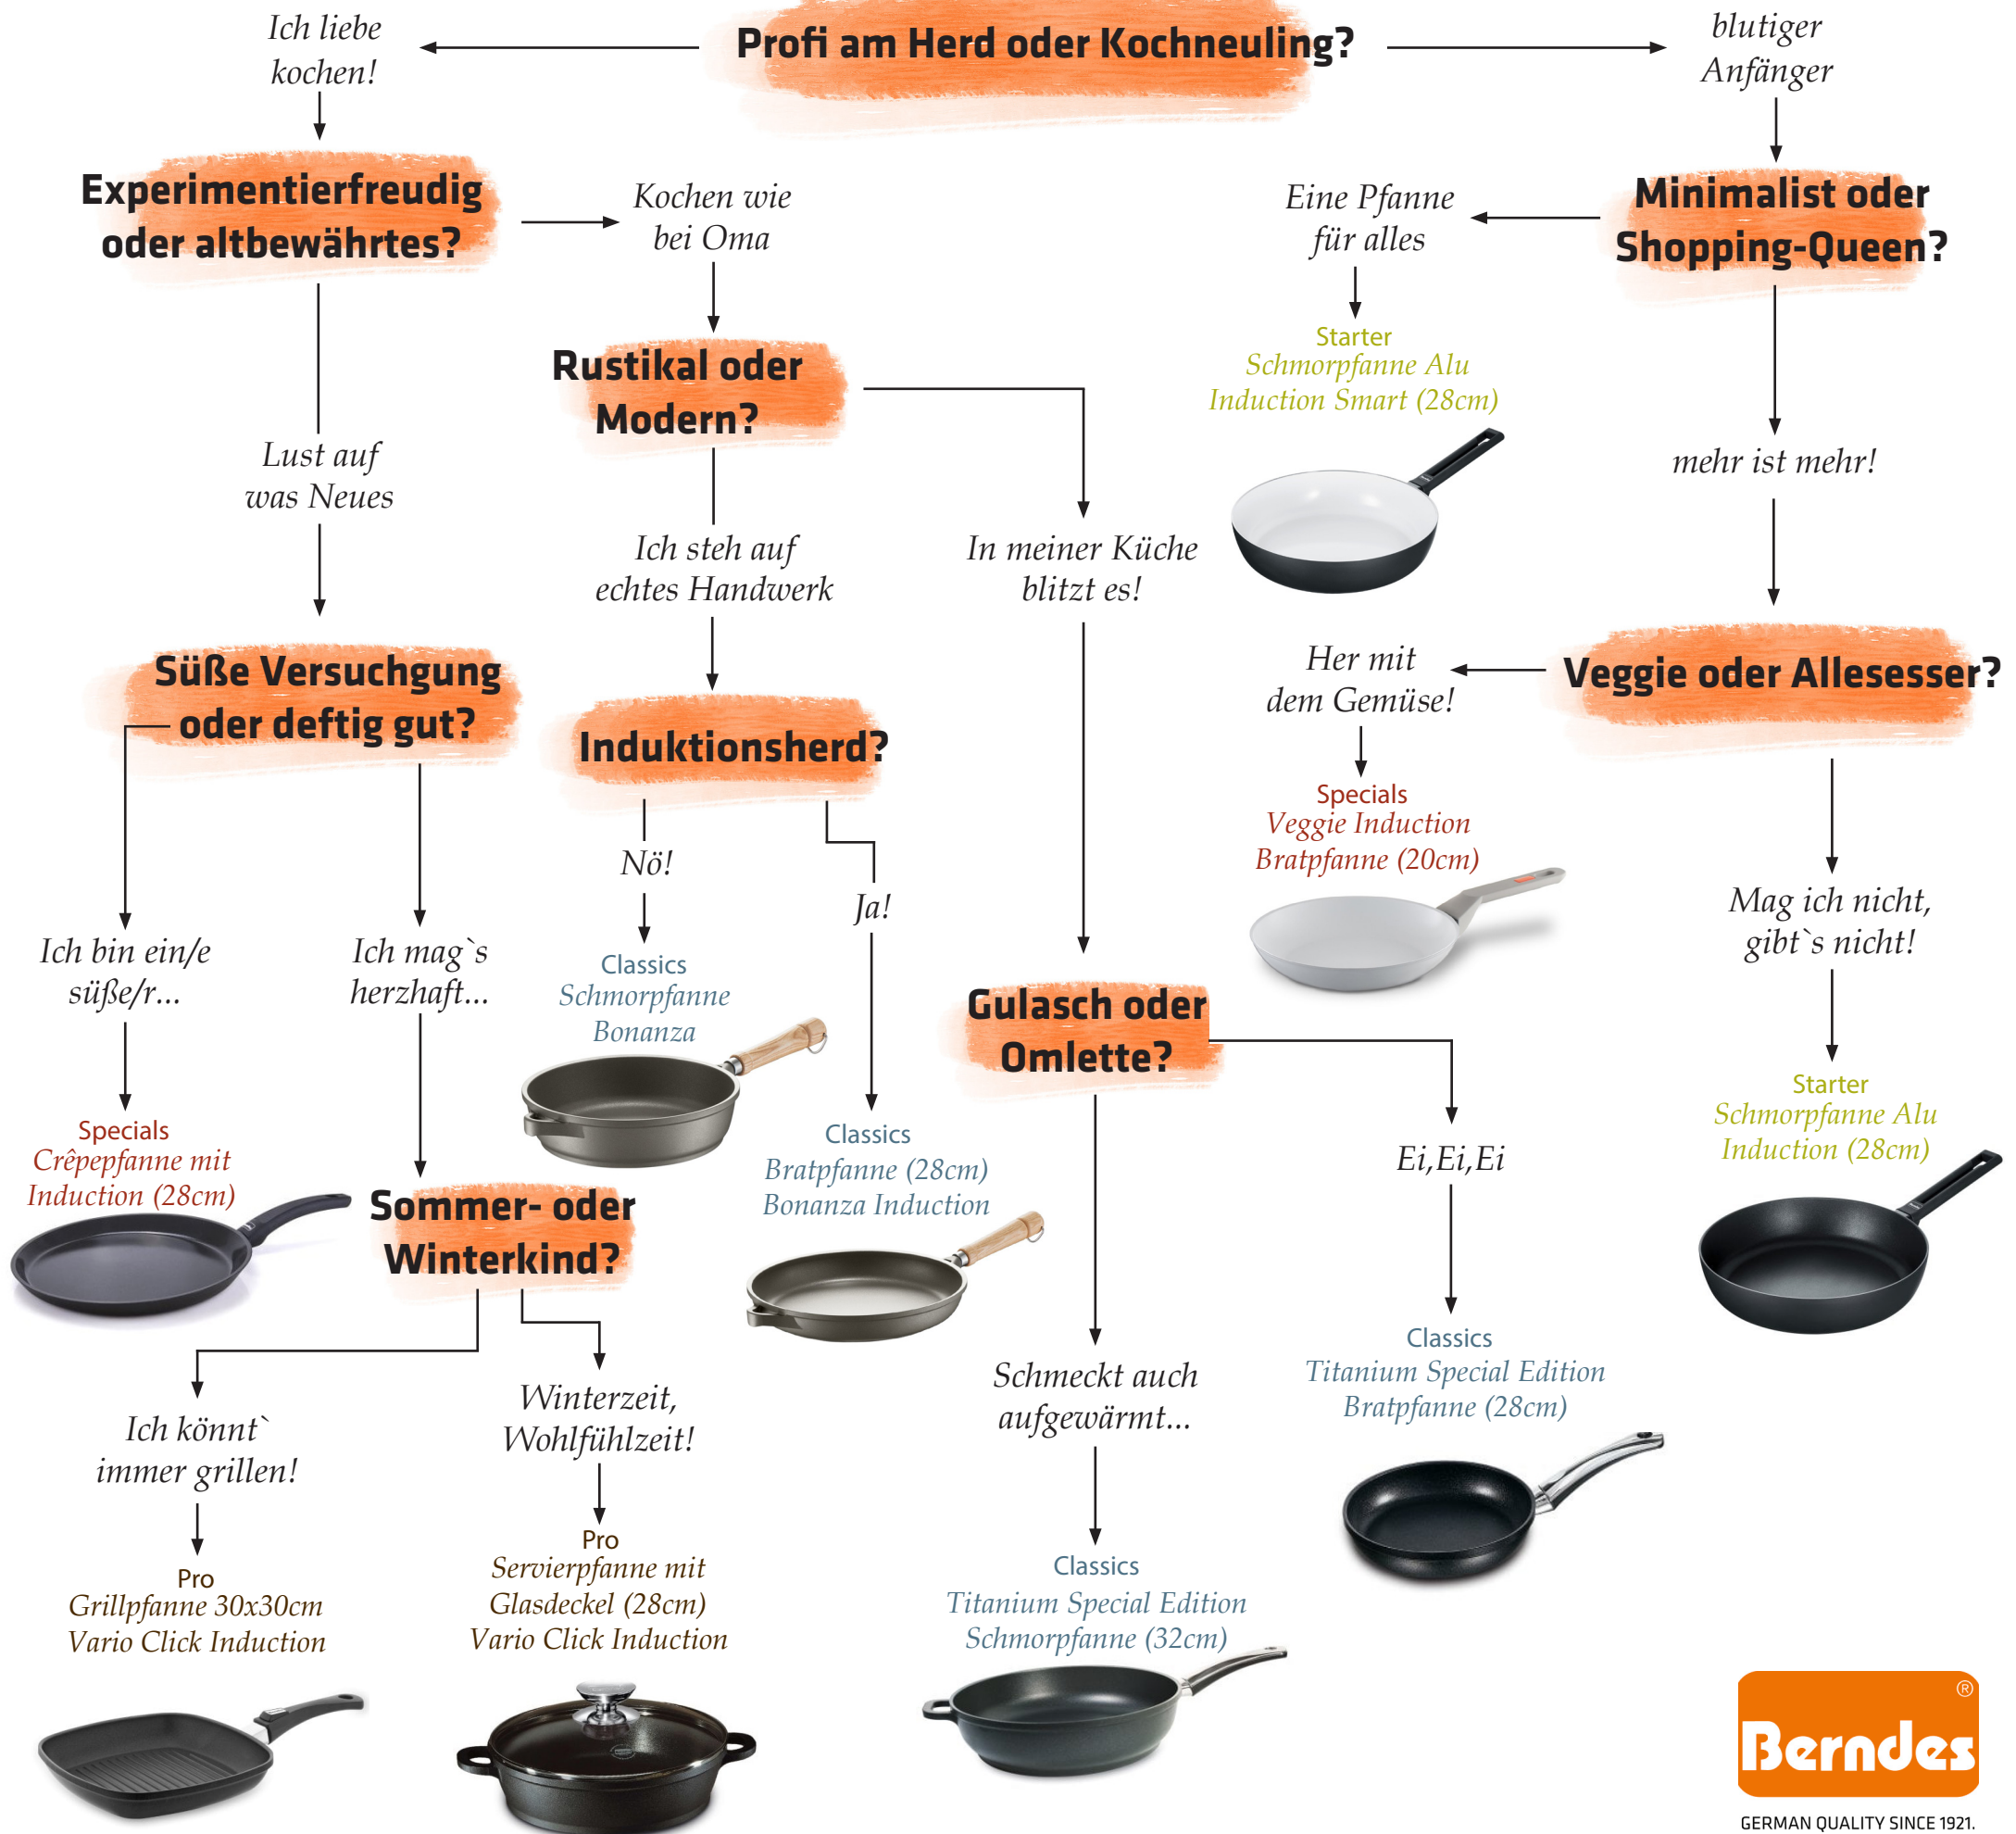 Profi am Herd oder Kochneuling?
Ich liebe
kochen!
blutiger
Anfänger
Experimentierfreudig
oder altbewährtes?
Kochen wie
bei Oma
Eine Pfanne
für alles
Minimalist oder
Shopping-Queen?
Starter
Schmorpfanne Alu
Induction Smart (28cm)
Rustikal oder
Modern?
Lust auf
was Neues
mehr ist mehr!
Ich steh auf
echtes Handwerk
In meiner Küche
blitzt es!
Süße Versuchgung
oder deftig gut?
Her mit
dem Gemüse!
Veggie oder Allesesser?
Induktionsherd?
Specials
Veggie Induction
Bratpfanne (20cm)
Nö!
Ja!
Mag ich nicht,
gibt`s nicht!
Ich bin ein/e
süße/r...
Ich mag`s
herzhaft...
Classics
Schmorpfanne
Bonanza
Gulasch oder
Omlette?
Starter
Schmorpfanne Alu
Induction (28cm)
Specials
Crêpepfanne mit
Induction (28cm)
Classics
Bratpfanne (28cm)
Bonanza Induction
Ei,Ei,Ei
Sommer- oder
Winterkind?
Classics
Titanium Special Edition
Bratpfanne (28cm)
Schmeckt auch
aufgewärmt...
Winterzeit,
Wohlfühlzeit!
Ich könnt`
immer grillen!
Pro
Servierpfanne mit
Glasdeckel (28cm)
Vario Click Induction
Pro
Grillpfanne 30x30cm
Vario Click Induction
Classics
Titanium Special Edition
Schmorpfanne (32cm)
®
Berndes
GERMAN QUALITY SINCE 1921.